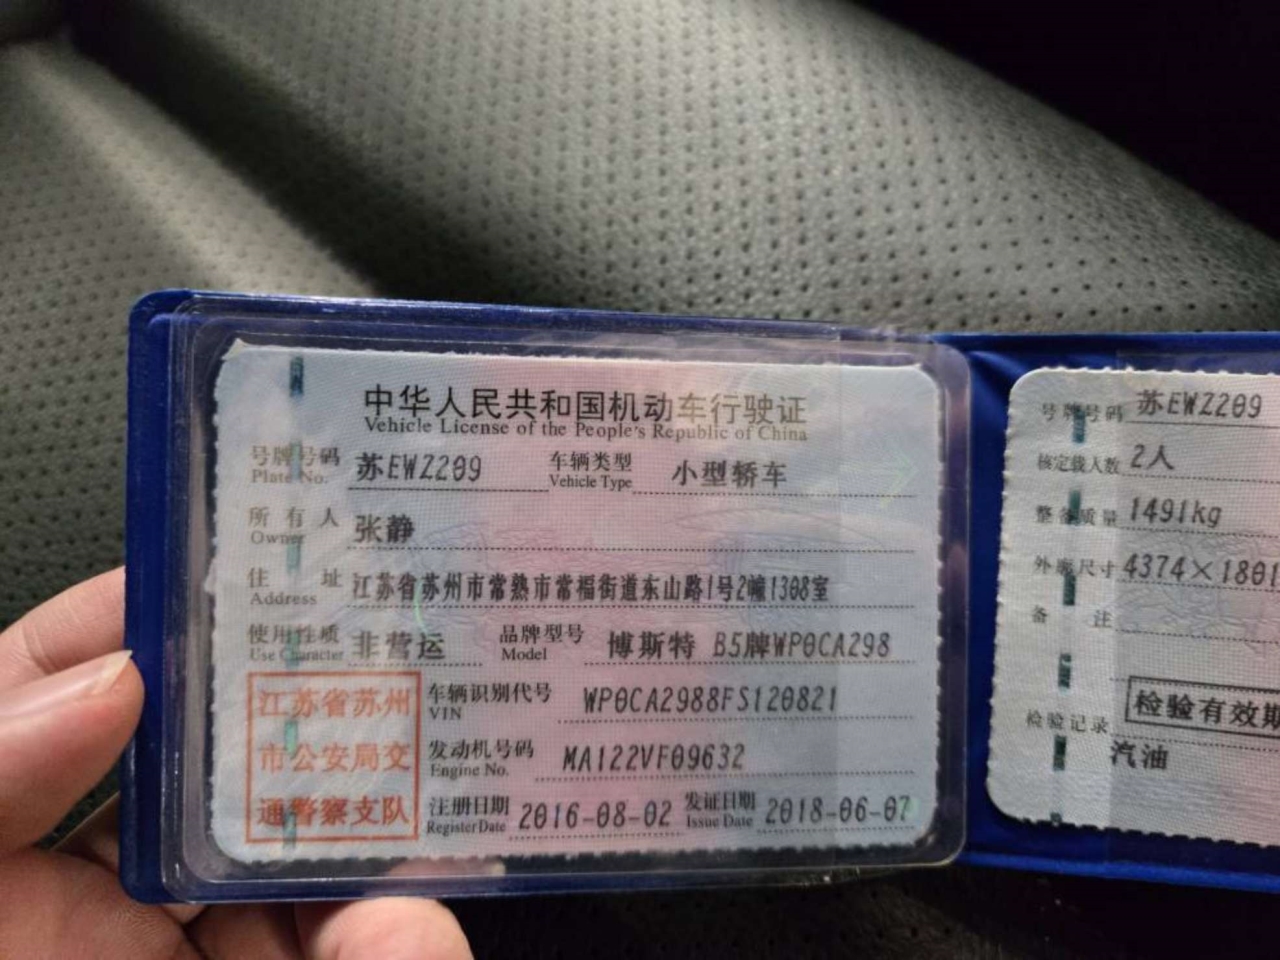 中华人民共和国机动车行驶证
Vehicle License of the People's Republic of China
号牌号码 苏EWZ209 车辆类型 小型轿车
Plate No. Vehicle Type
所有人 张静
Owner
住址 江苏省苏州市常熟市常福街道东山路1号2幢1308室
Address
使用性质 非营运 品牌型号 博斯特 B5牌WP0CA298
Use Character Model
江苏省苏州
市公安局交
通警察支队
车辆识别代号 WP0CA2988FS120821
VIN
发动机号码 MA122VF09632
Engine No.
注册日期 2016-08-02 发证日期 2018-06-07
Register Date Issue Date
号牌号码 苏EWZ209
核定载人数 2人
整备质量 1491kg
外廓尺寸 4374×1801
备注
检验有效期
检验记录
汽油